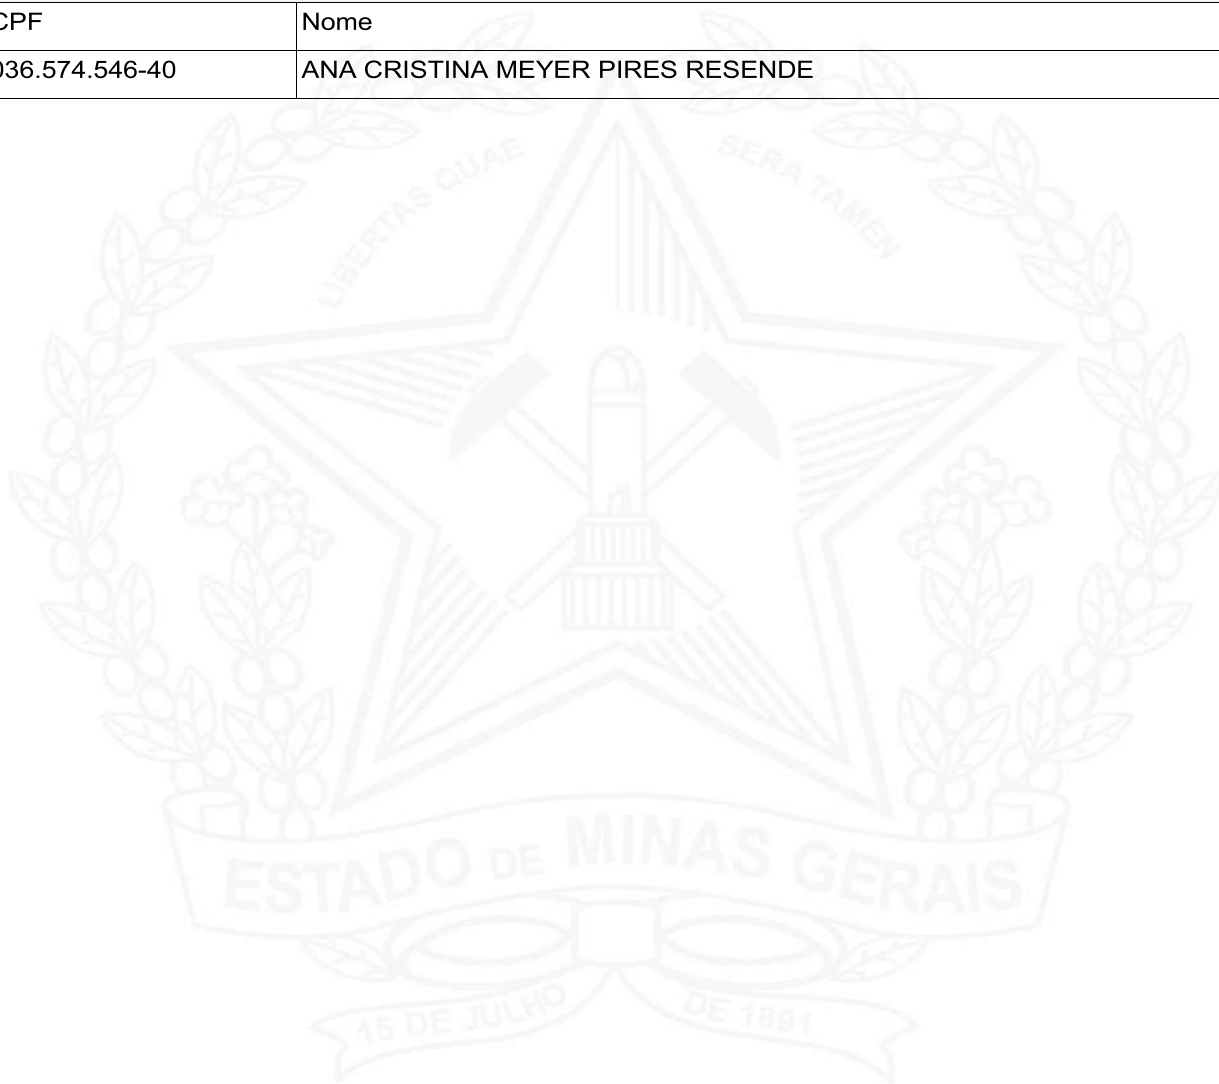 CPF Nome
036.574.546-40 ANA CRISTINA MEYER PIRES RESENDE
LIBERTAS QUAE SERA TAMEN
ESTADO DE MINAS GERAIS
15 DE JULHO DE 1891